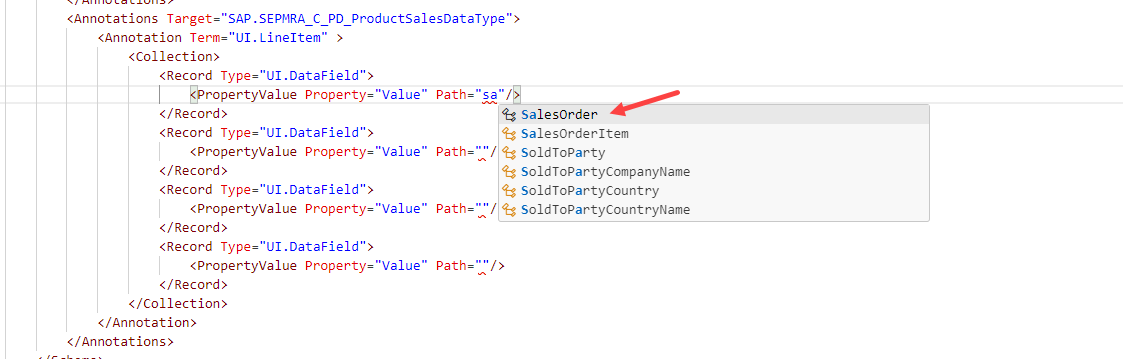 </Annotations>
<Annotations Target="SAP.SEPMRA_C_PD_ProductSalesDataType">
<Annotation Term="UI.LineItem" >
<Collection>
<Record Type="UI.DataField">
<PropertyValue Property="Value" Path="sa"/>
</Record>
SalesOrder
<Record Type="UI.DataField">
SalesOrderItem
<PropertyValue Property="Value" Path=""/
SoldToParty
</Record>
SoldToPartyCompanyName
<Record Type="UI.DataField">
SoldToPartyCountry
<PropertyValue Property="Value" Path=""/
SoldToPartyCountryName
</Record>
<Record Type="UI.DataField">
<PropertyValue Property="Value" Path=""/>
</Record>
</Collection>
</Annotation>
</Annotations>
</Schema>